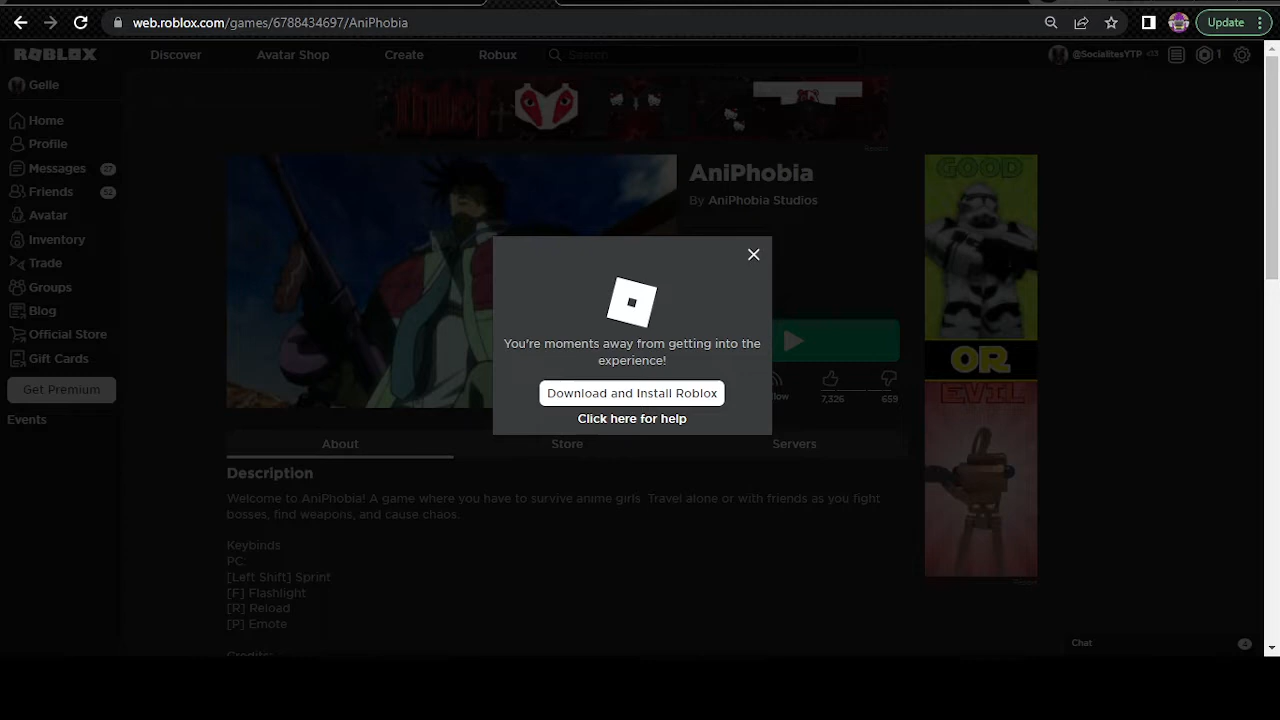 web.roblox.com/games/6788434697/AniPhobia
Update
ROBLOX
Discover
Avatar Shop
Create
Robux
Search
@SocialitesYTP
1
Gelle
Home
Profile
Messages
27
Friends
Avatar
Inventory
Trade
Groups
Blog
Official Store
Gift Cards
Get Premium
Events
AniPhobia
By AniPhobia Studios
You're moments away from getting into the
experience!
Download and Install Roblox
Click here for help
7,326
659
About
Store
Servers
Description
Welcome to AniPhobia! A game where you have to survive anime girls. Travel alone or with friends as you fight
bosses, find weapons, and cause chaos.
Keybinds
PC:
[Left Shift] Sprint
[F] Flashlight
[R] Reload
[P] Emote
Credits:
GOOD
OR
EVIL
Report
Chat